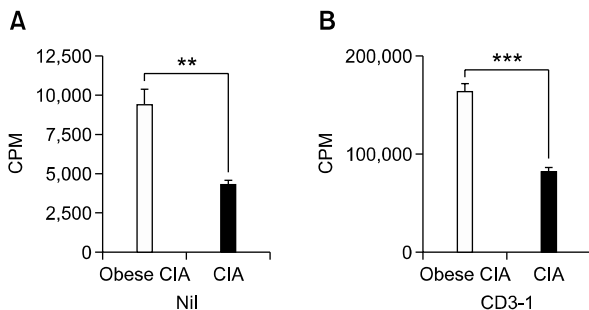 A
CPM
12,500
10,000
7,500
5,000
2,500
0
**
Obese CIA CIA
Nil
B
CPM
200,000
100,000
0
***
Obese CIA CIA
CD3-1